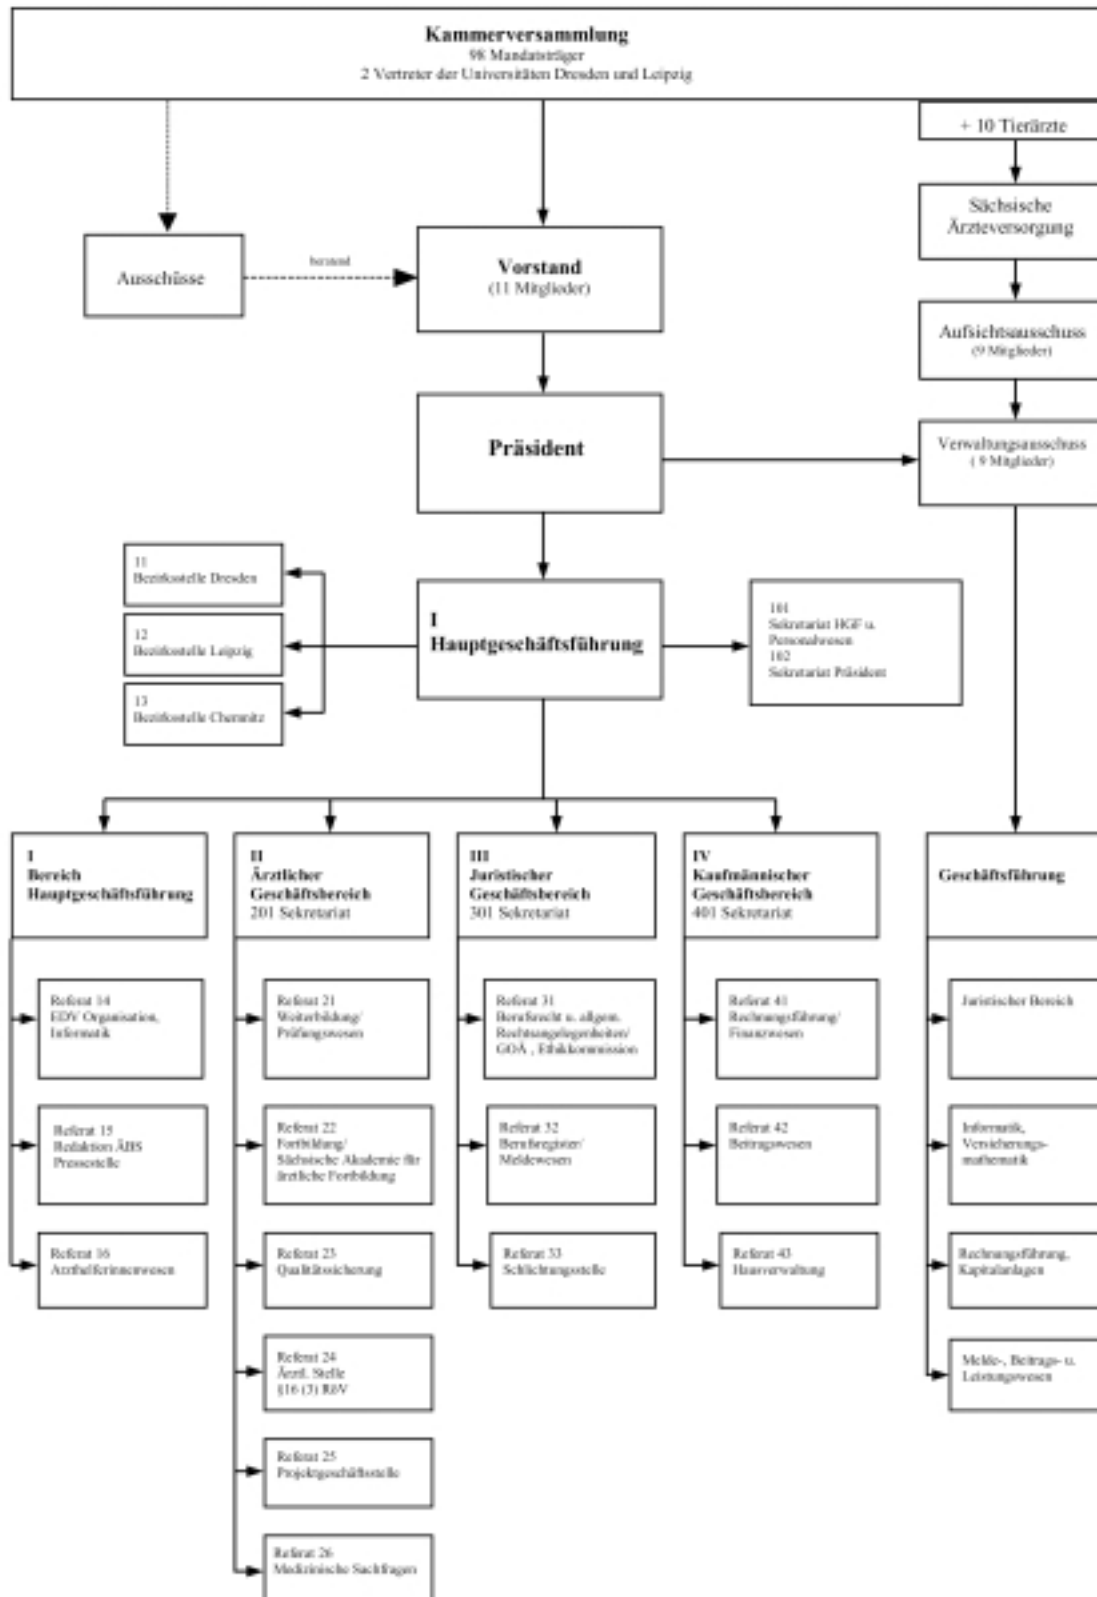 Kammerversammlung
98 Mandatsträger
2 Vertreter der Universitäten Dresden und Leipzig
+ 10 Tierärzte
Sächsische
Ärzteversorgung
Ausschüsse
beratend
Vorstand
(11 Mitglieder)
Aufsichtsausschuss
(9 Mitglieder)
Präsident
Verwaltungsausschuss
( 9 Mitglieder)
11
Bezirksstelle Dresden
12
Bezirksstelle Leipzig
13
Bezirksstelle Chemnitz
I
Hauptgeschäftsführung
101
Sekretariat HGF u.
Personalwesen
102
Sekretariat Präsident
I
Bereich
Hauptgeschäftsführung
II
Ärztlicher
Geschäftsbereich
201 Sekretariat
III
Juristischer
Geschäftsbereich
301 Sekretariat
IV
Kaufmännischer
Geschäftsbereich
401 Sekretariat
Geschäftsführung
Referat 14
EDV Organisation,
Informatik
Referat 15
Redaktion ÄBS
Pressestelle
Referat 16
Arzthelferinnenwesen
Referat 21
Weiterbildung/
Prüfungswesen
Referat 22
Fortbildung/
Sächsische Akademie für
ärztliche Fortbildung
Referat 23
Qualitätssicherung
Referat 24
Ärztl. Stelle
§16 (3) RöV
Referat 25
Projektgeschäftsstelle
Referat 26
Medizinische Sachfragen
Referat 31
Berufsrecht u. allgem.
Rechtsangelegenheiten/
GOÄ , Ethikkommission
Referat 32
Berufsregister/
Meldewesen
Referat 33
Schlichtungsstelle
Referat 41
Rechnungsführung/
Finanzwesen
Referat 42
Beitragswesen
Referat 43
Hausverwaltung
Juristischer Bereich
Informatik,
Versicherungs-
mathematik
Rechnungsführung,
Kapitalanlagen
Melde-, Beitrags- u.
Leistungswesen